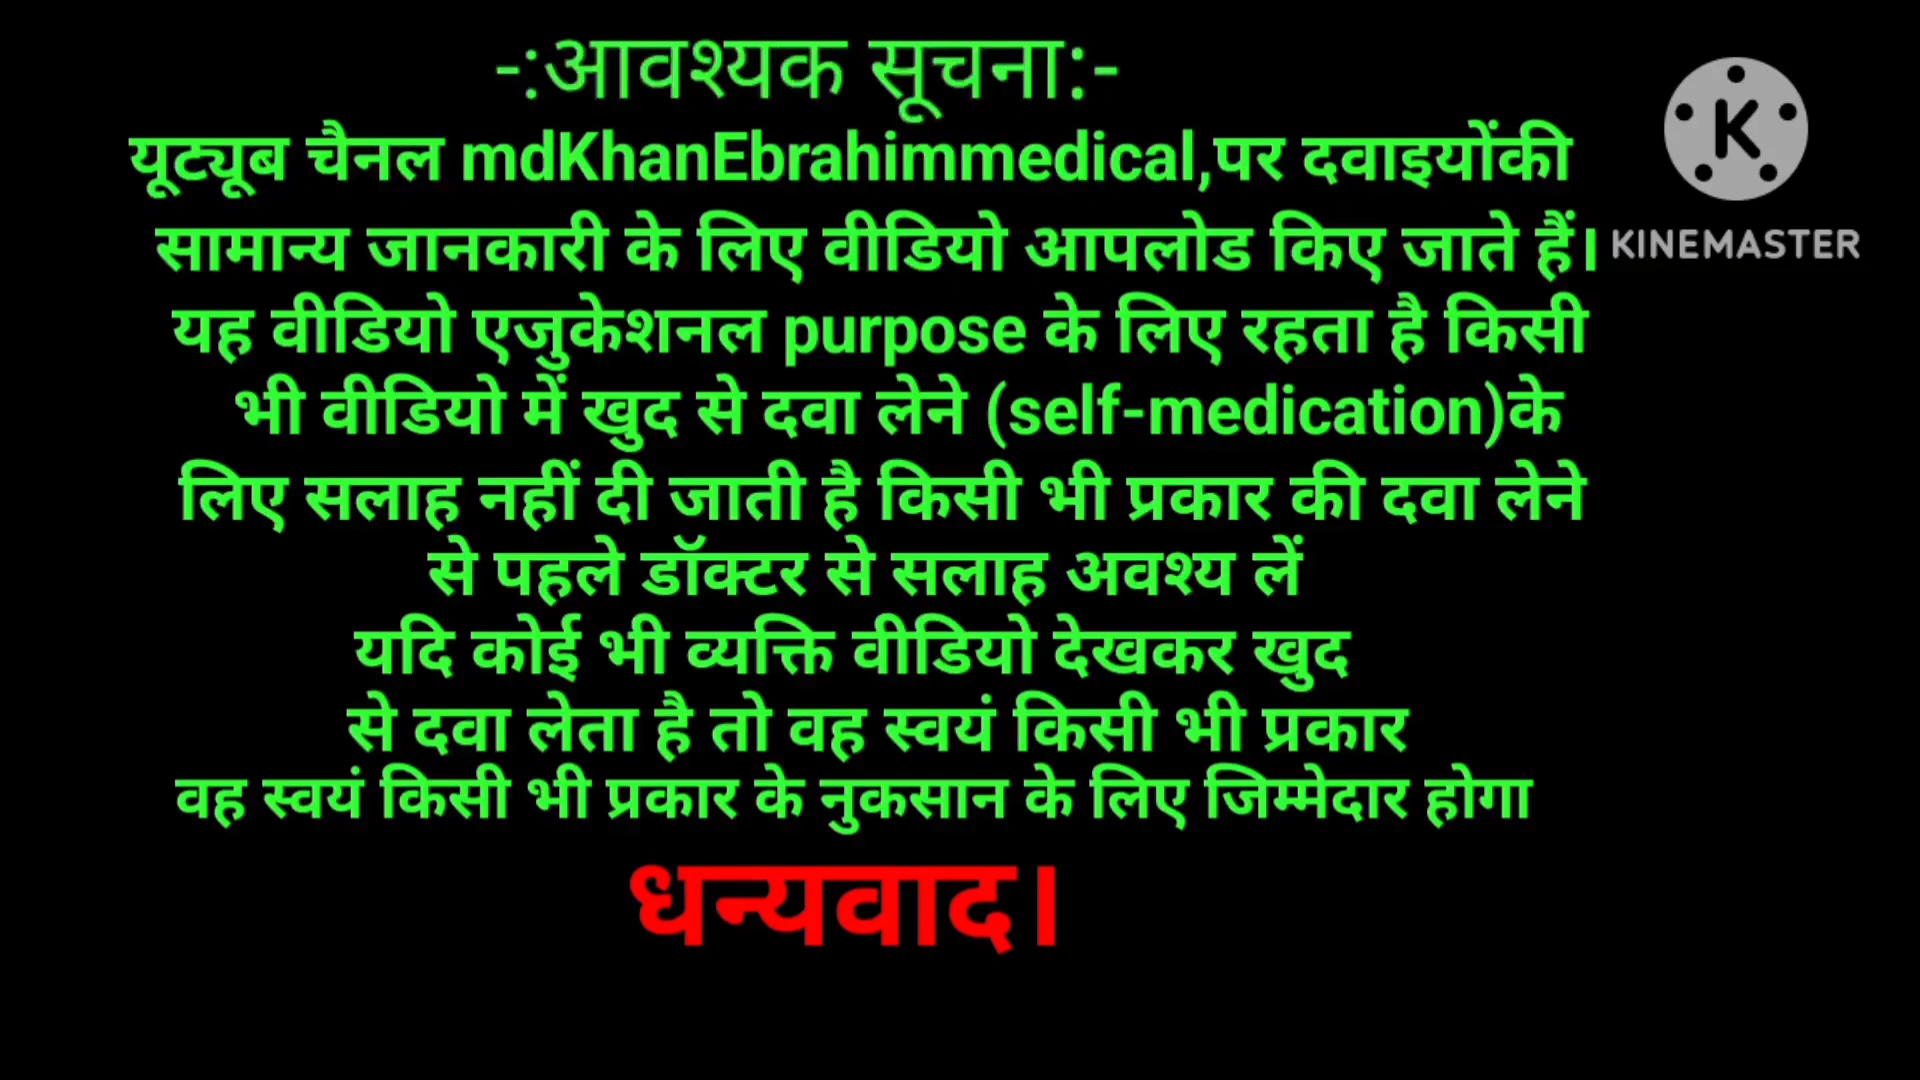 -:आवश्यक सूचना:-
यूट्यूब चैनल mdKhanEbrahimmedical,पर दवाइयोंकी
सामान्य जानकारी के लिए वीडियो आपलोड किए जाते हैं।
यह वीडियो एजुकेशनल purpose के लिए रहता है किसी
भी वीडियो में खुद से दवा लेने (self-medication)के
लिए सलाह नहीं दी जाती है किसी भी प्रकार की दवा लेने
से पहले डॉक्टर से सलाह अवश्य लें
यदि कोई भी व्यक्ति वीडियो देखकर खुद
से दवा लेता है तो वह स्वयं किसी भी प्रकार
वह स्वयं किसी भी प्रकार के नुकसान के लिए जिम्मेदार होगा
धन्यवाद।
K
KINEMASTER